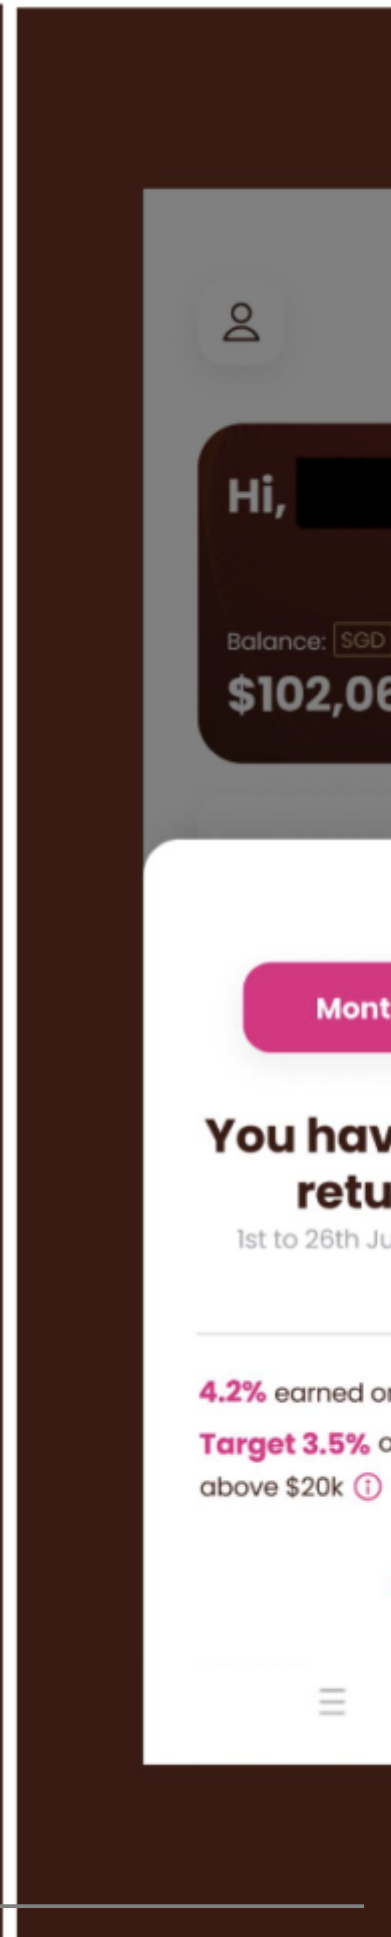 Hi,
Balance: SGD
$102,06
Mont
You hav
retu
1st to 26th Ju
4.2% earned or
Target 3.5% o
above $20k